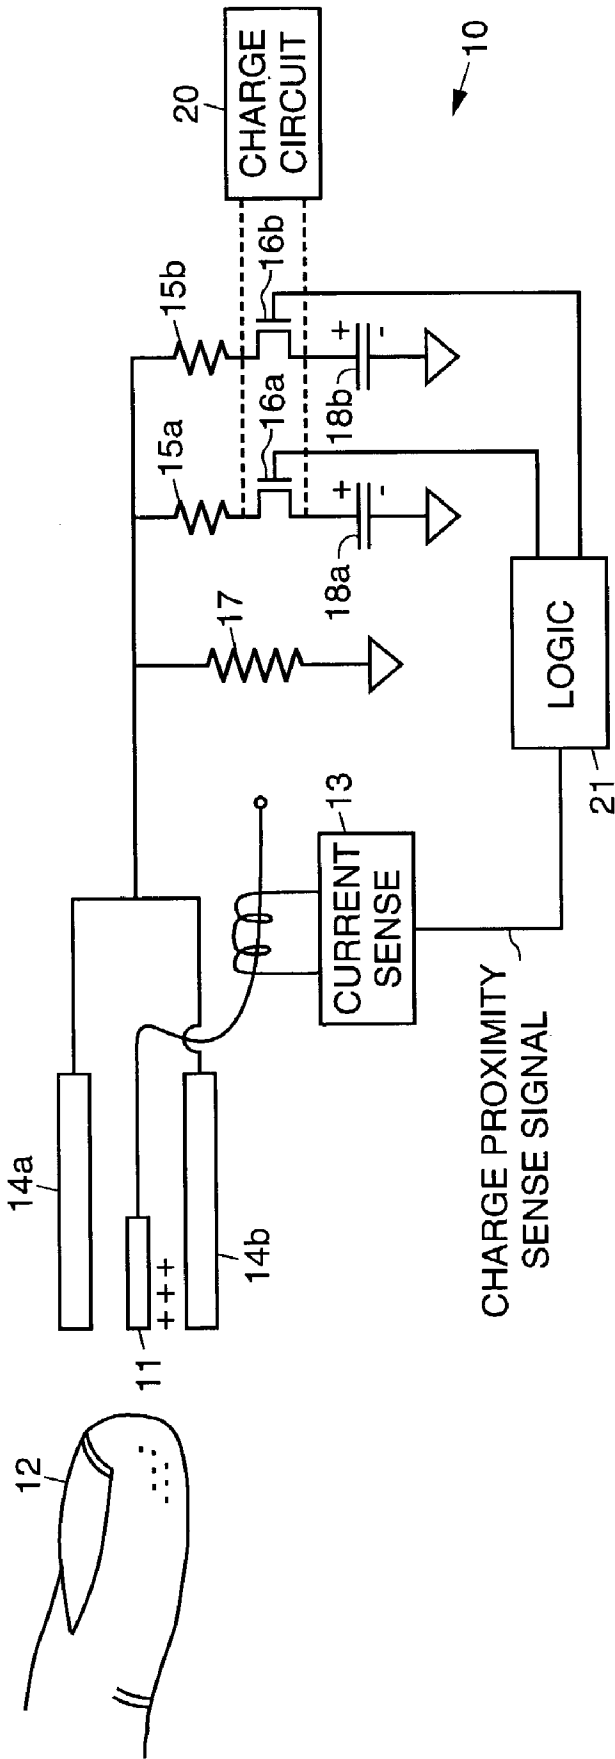 10
20
CHARGE
CIRCUIT
15b
16b
15a
16a
+
-
18b
+
-
18a
17
LOGIC
21
13
CURRENT
SENSE
CHARGE PROXIMITY
SENSE SIGNAL
14a
14b
11
+++
12